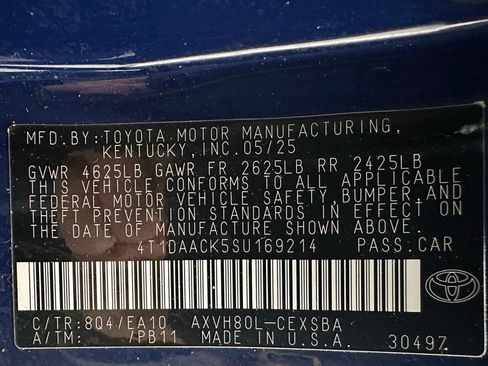 MFD.BY:TOYOTA MOTOR MANUFACTURING,
KENTUCKY,INC.05/25
GVWR 4625LB GAWR FR 2625LB RR 2425LB
THIS VEHICLE CONFORMS TO ALL APPLICABLE
FEDERAL MOTOR VEHICLE SAFETY,BUMPER,AND
THEFT PREVENTION STANDARDS IN EFFECT ON
THE DATE OF MANUFACTURE SHOWN ABOVE.
4T1DAACK5SU169214 PASS.CAR
C/TR:8Q4/EA10 AXVH80L-CEXSBA
A/TM: /PB11 MADE IN U.S.A. 30497